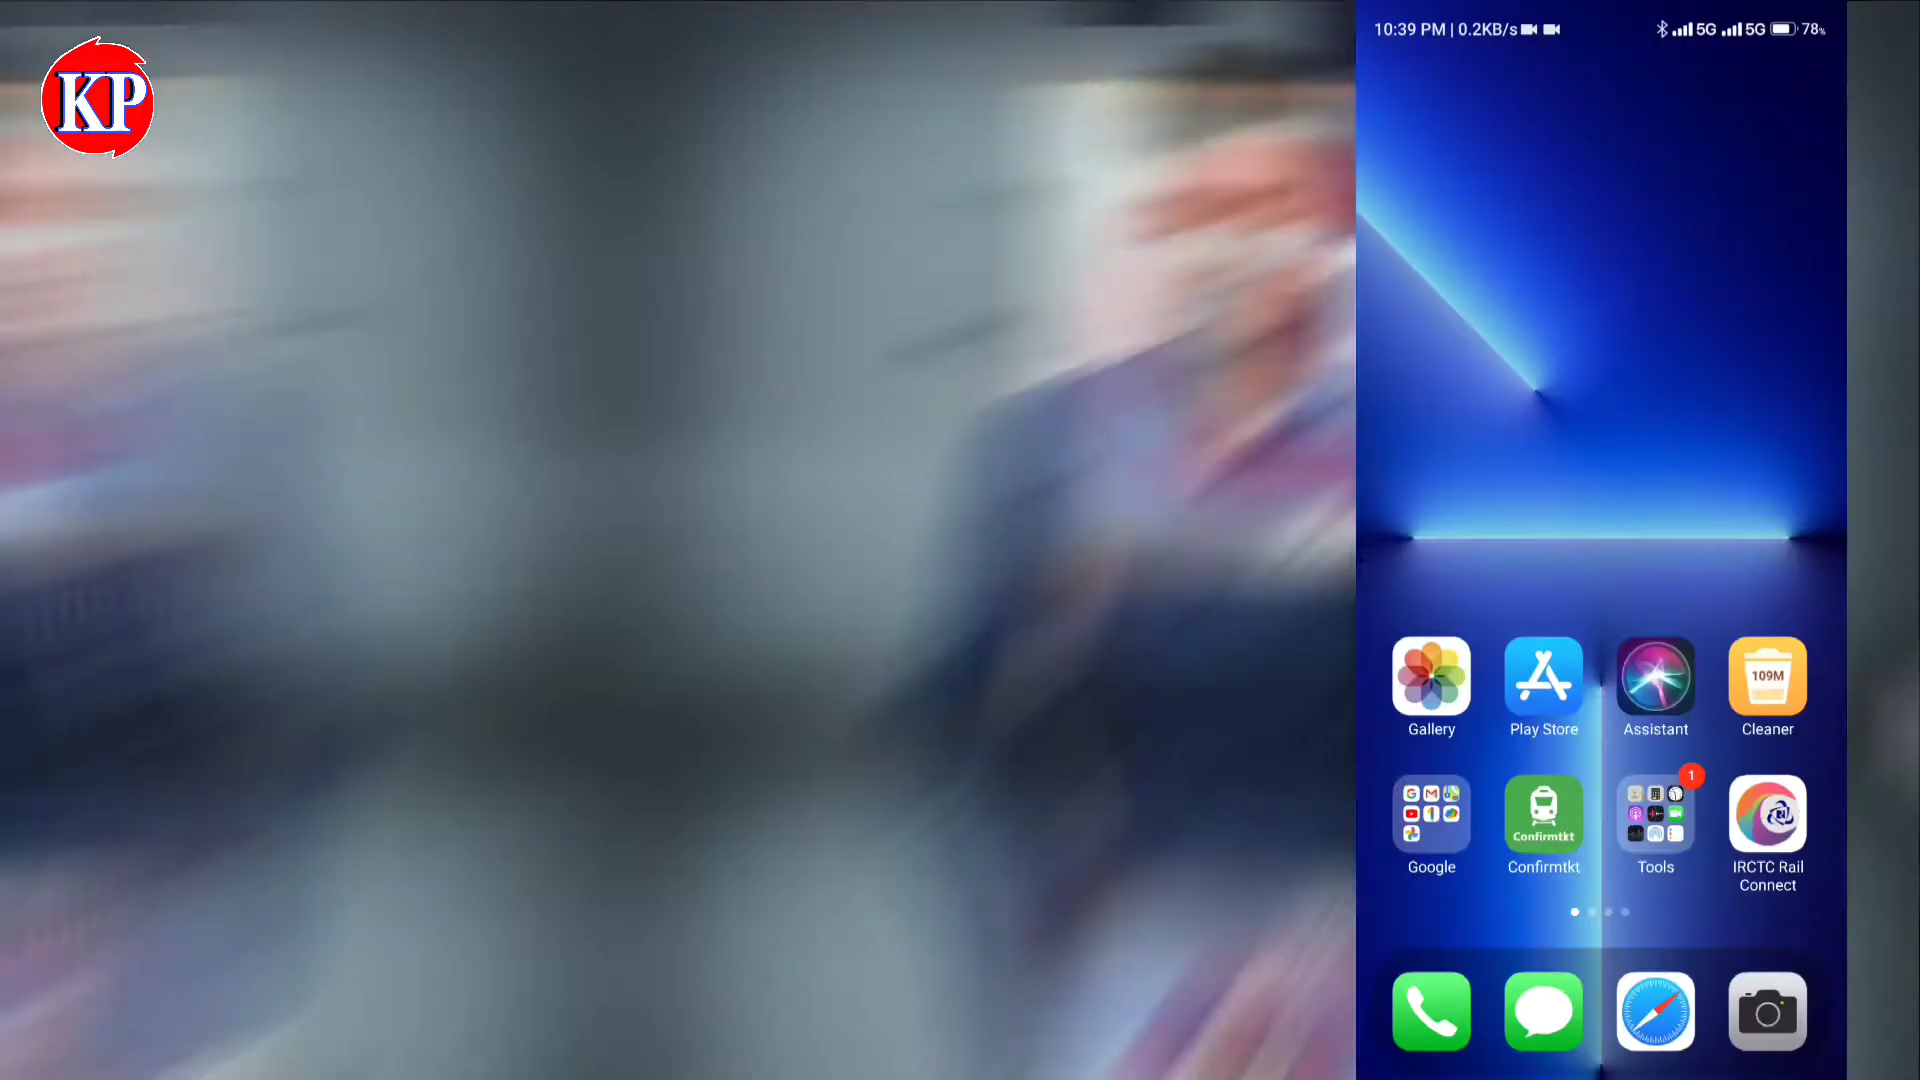 KP
10:39 PM | 0.2KB/s 5G 5G 78%
109M
Gallery Play Store Assistant Cleaner
1
Confirmtkt
Google Confirmtkt Tools IRCTC Rail
Connect